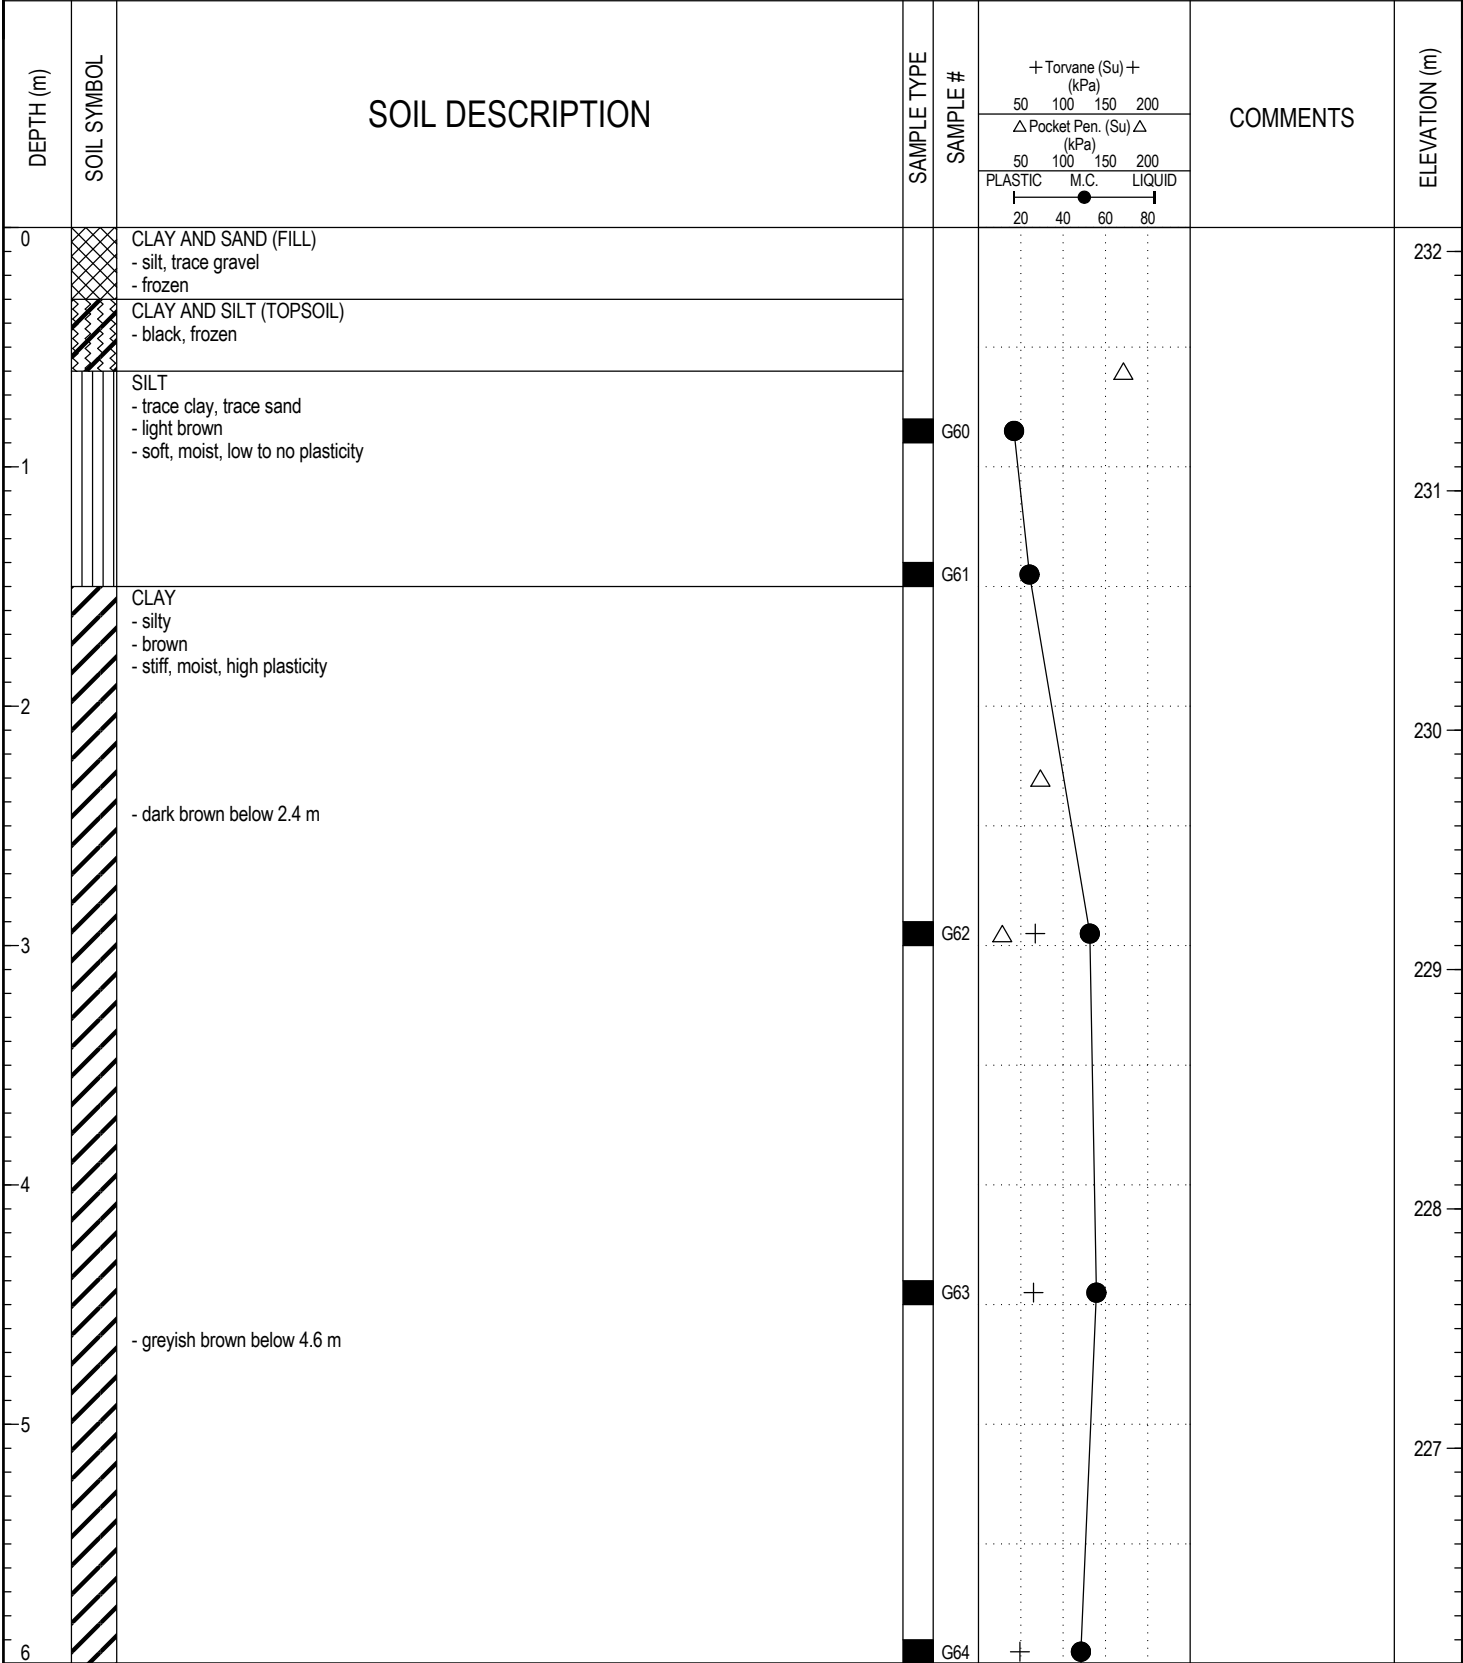 DEPTH (m)
SOIL SYMBOL
SOIL DESCRIPTION
SAMPLE TYPE
SAMPLE #
+ Torvane (Su) +
(kPa)
50 100 150 200
△ Pocket Pen. (Su) △
(kPa)
50 100 150 200
PLASTIC M.C. LIQUID
20 40 60 80
COMMENTS
ELEVATION (m)
0
CLAY AND SAND (FILL)
- silt, trace gravel
- frozen
232
CLAY AND SILT (TOPSOIL)
- black, frozen
SILT
- trace clay, trace sand
- light brown
- soft, moist, low to no plasticity
G60
1
231
G61
CLAY
- silty
- brown
- stiff, moist, high plasticity
2
230
- dark brown below 2.4 m
G62
3
229
4
228
G63
- greyish brown below 4.6 m
5
227
6
G64